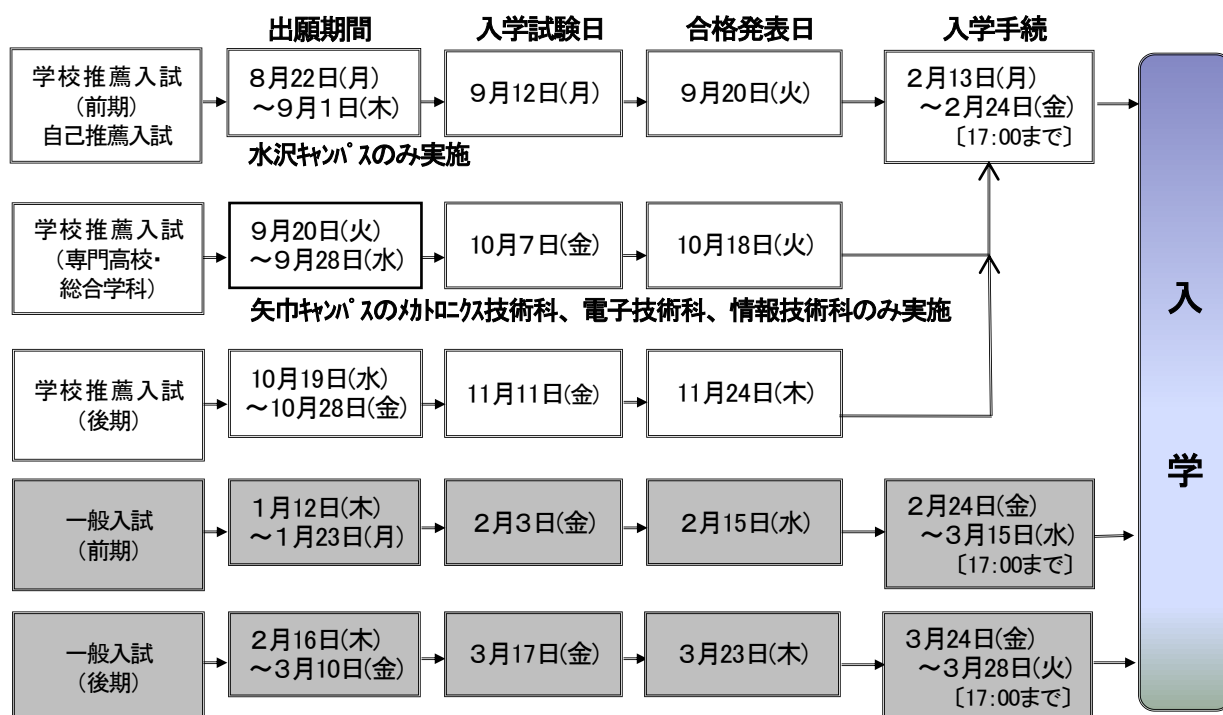 出願期間 入学試験日 合格発表日 入学手続
学校推薦入試
(前期)
自己推薦入試
８月22日(月)
～９月１日(木)
９月12日(月)
９月20日(火)
２月13日(月)
～２月24日(金)
〔17:00まで〕
水沢ｷｬﾝﾊﾟｽのみ実施
学校推薦入試
(専門高校・
総合学科)
９月20日(火)
～９月28日(水)
10月７日(金)
10月18日(火)
矢巾ｷｬﾝﾊﾟｽのﾒｶﾄﾛﾆｸｽ技術科、電子技術科、情報技術科のみ実施
学校推薦入試
(後期)
10月19日(水)
～10月28日(金)
11月11日(金)
11月24日(木)
一般入試
(前期)
１月12日(木)
～１月23日(月)
２月３日(金)
２月15日(水)
２月24日(金)
～３月15日(水)
〔17:00まで〕
一般入試
(後期)
２月16日(木)
～３月10日(金)
３月17日(金)
３月23日(木)
３月24日(金)
～３月28日(火)
〔17:00まで〕
入
学